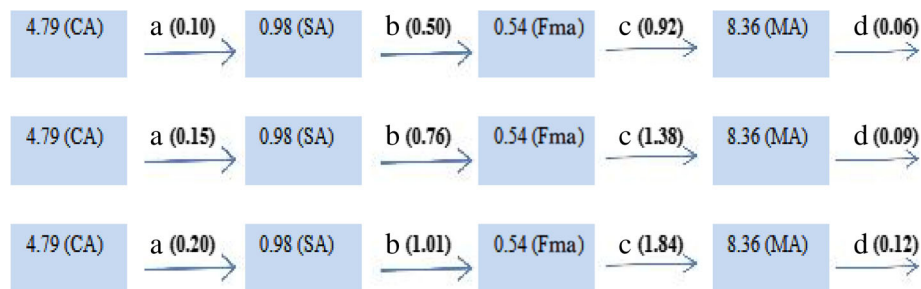 4.79 (CA) a (0.10) 0.98 (SA) b (0.50) 0.54 (Fma) c (0.92) 8.36 (MA) d (0.06)
4.79 (CA) a (0.15) 0.98 (SA) b (0.76) 0.54 (Fma) c (1.38) 8.36 (MA) d (0.09)
4.79 (CA) a (0.20) 0.98 (SA) b (1.01) 0.54 (Fma) c (1.84) 8.36 (MA) d (0.12)